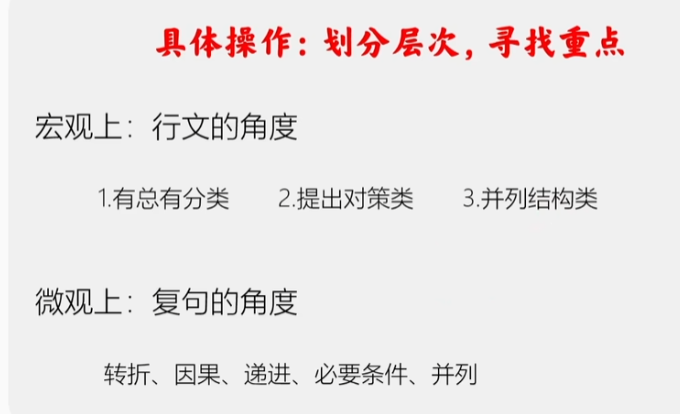 具体操作：划分层次，寻找重点
宏观上：行文的角度
1.有总有分类 2.提出对策类 3.并列结构类
微观上：复句的角度
转折、因果、递进、必要条件、并列